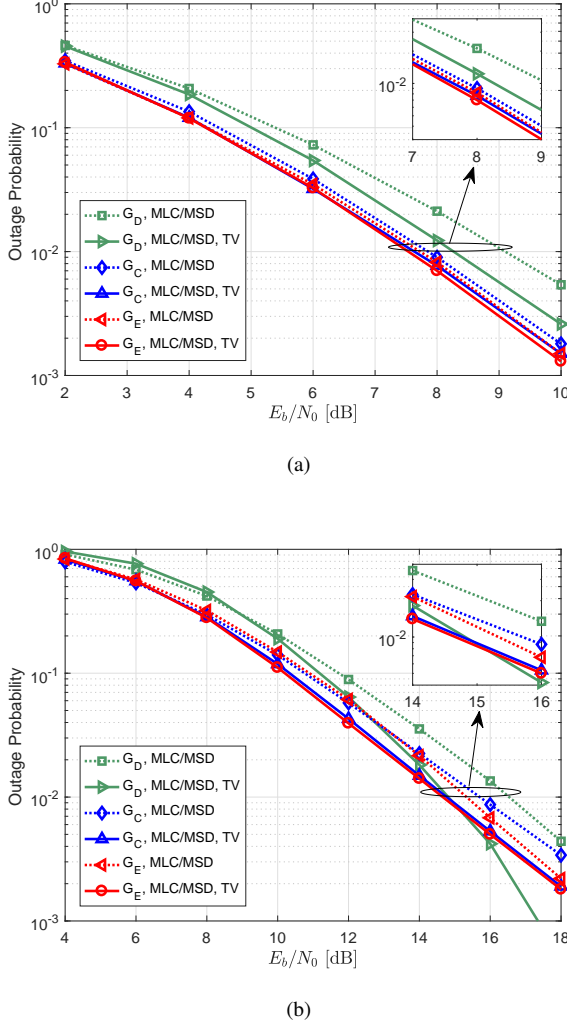 10^0
10^-1
10^-2
10^-3
Outage Probability
2 3 4 5 6 7 8 9 10
E_b/N_0 [dB]
G_D, MLC/MSD
G_D, MLC/MSD, TV
G_C, MLC/MSD
G_C, MLC/MSD, TV
G_E, MLC/MSD
G_E, MLC/MSD, TV
10^-2
7 8 9
(a)
10^0
10^-1
10^-2
10^-3
Outage Probability
4 6 8 10 12 14 16 18
E_b/N_0 [dB]
G_D, MLC/MSD
G_D, MLC/MSD, TV
G_C, MLC/MSD
G_C, MLC/MSD, TV
G_E, MLC/MSD
G_E, MLC/MSD, TV
10^-2
14 15 16
(b)